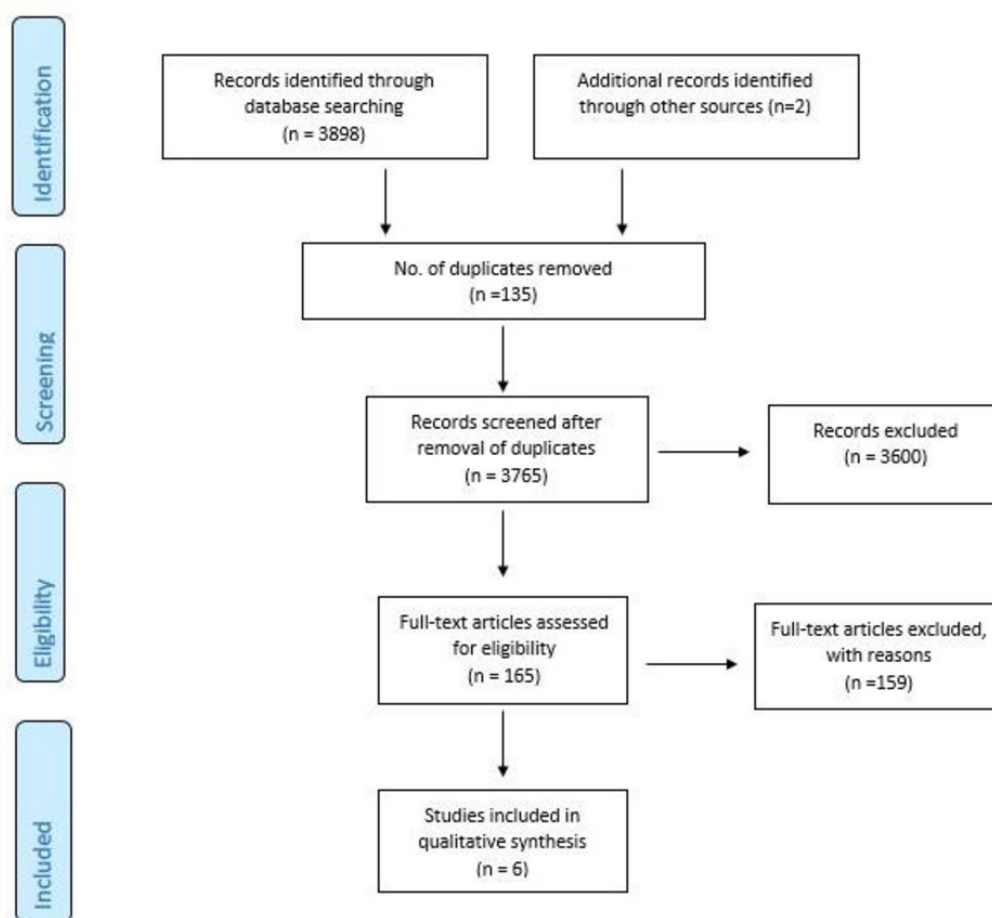 Identification
Records identified through
database searching
(n = 3898)
Additional records identified
through other sources (n=2)
No. of duplicates removed
(n =135)
Screening
Records screened after
removal of duplicates
(n = 3765)
Records excluded
(n = 3600)
Eligibility
Full-text articles assessed
for eligibility
(n = 165)
Full-text articles excluded,
with reasons
(n =159)
Included
Studies included in
qualitative synthesis
(n = 6)